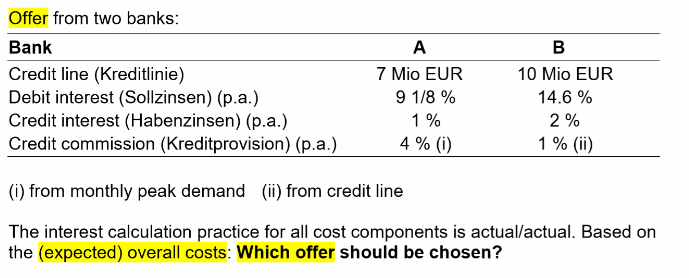 Offer from two banks:
Bank A B
Credit line (Kreditlinie) 7 Mio EUR 10 Mio EUR
Debit interest (Sollzinsen) (p.a.) 9 1/8 % 14.6 %
Credit interest (Habenzinsen) (p.a.) 1 % 2 %
Credit commission (Kreditprovision) (p.a.) 4 % (i) 1 % (ii)
(i) from monthly peak demand (ii) from credit line
The interest calculation practice for all cost components is actual/actual. Based on
the (expected) overall costs: Which offer should be chosen?